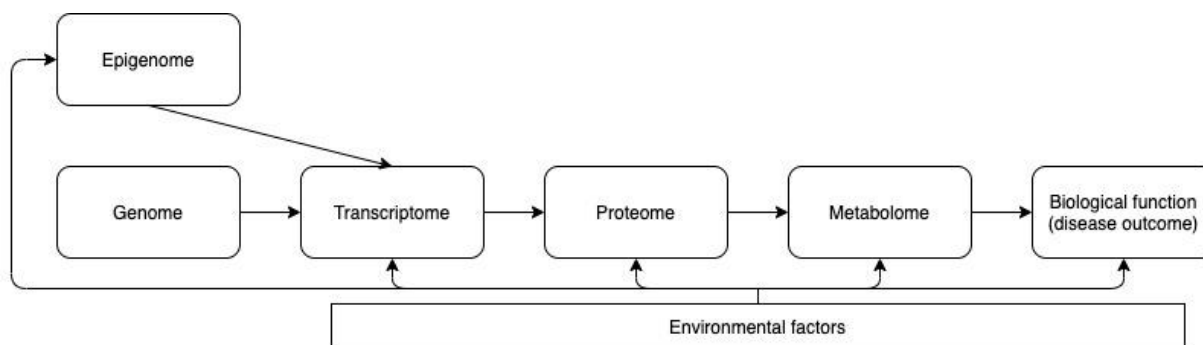 Epigenome
Genome
Transcriptome
Proteome
Metabolome
Biological function
(disease outcome)
Environmental factors